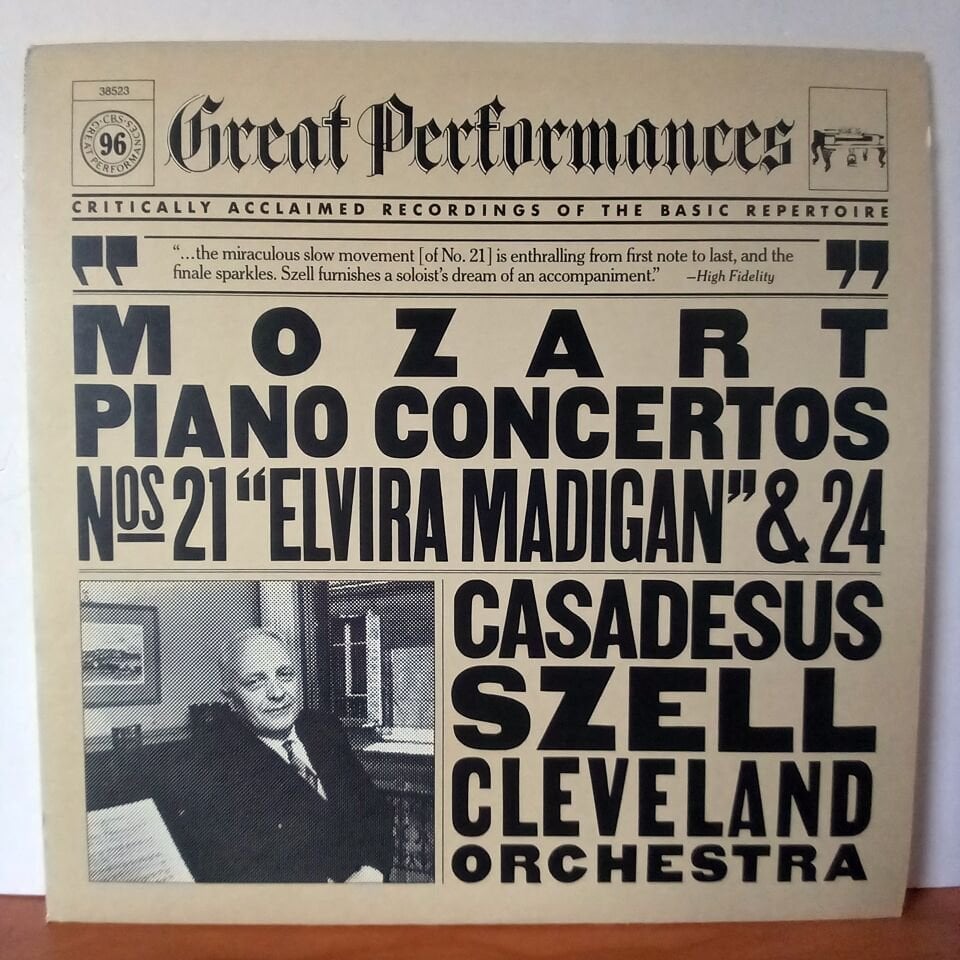 38523
·CBS·
96
GREAT PERFORMANCES
Great Performances
CRITICALLY ACCLAIMED RECORDINGS OF THE BASIC REPERTOIRE
“…the miraculous slow movement [of No. 21] is enthralling from first note to last, and the
finale sparkles. Szell furnishes a soloist’s dream of an accompaniment.” —High Fidelity
MOZART
PIANO CONCERTOS
NOS 21 “ELVIRA MADIGAN” & 24
CASADESUS
SZELL
CLEVELAND
ORCHESTRA